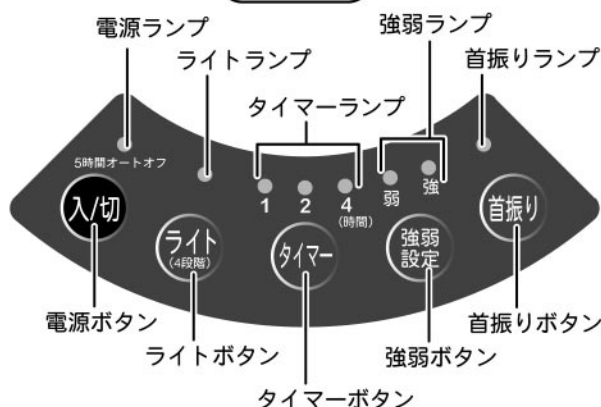 電源ランプ
ライトランプ
タイマーランプ
強弱ランプ
首振りランプ
5時間オートオフ
1 2 4
(時間)
弱 強
入/切
ライト
(4段階)
タイマー
強弱
設定
首振り
電源ボタン
ライトボタン
タイマーボタン
強弱ボタン
首振りボタン